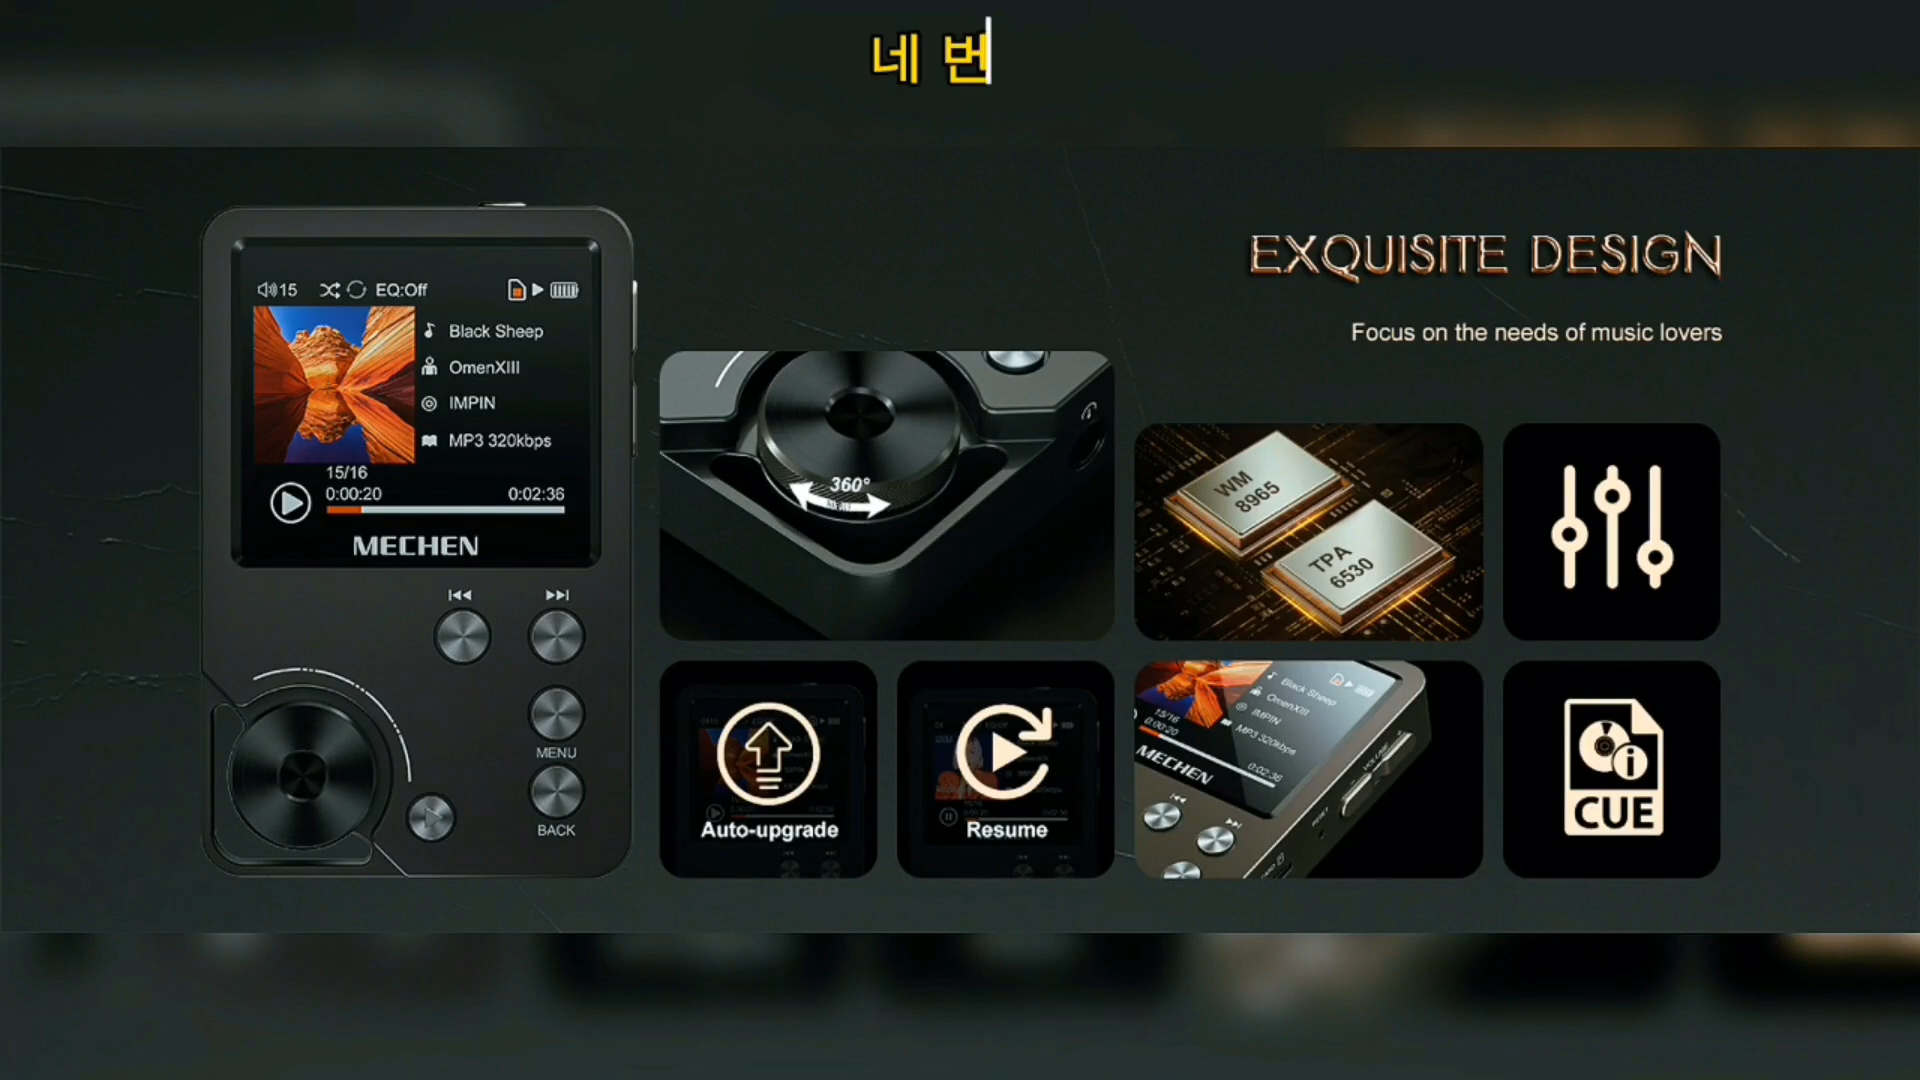 네 번
EXQUISITE DESIGN
Focus on the needs of music lovers
15 EQ:Off
Black Sheep
OmenXIII
IMPIN
MP3 320kbps
15/16
0:00:20 0:02:36
MECHEN
MENU
BACK
360°
WM
8965
TPA
6530
Auto-upgrade
Resume
Black Sheep
OmenXIII
IMPIN
MP3 320kbps
15/16
0:00:20
0:02:36
MECHEN
VOLUME
RESET
CUE